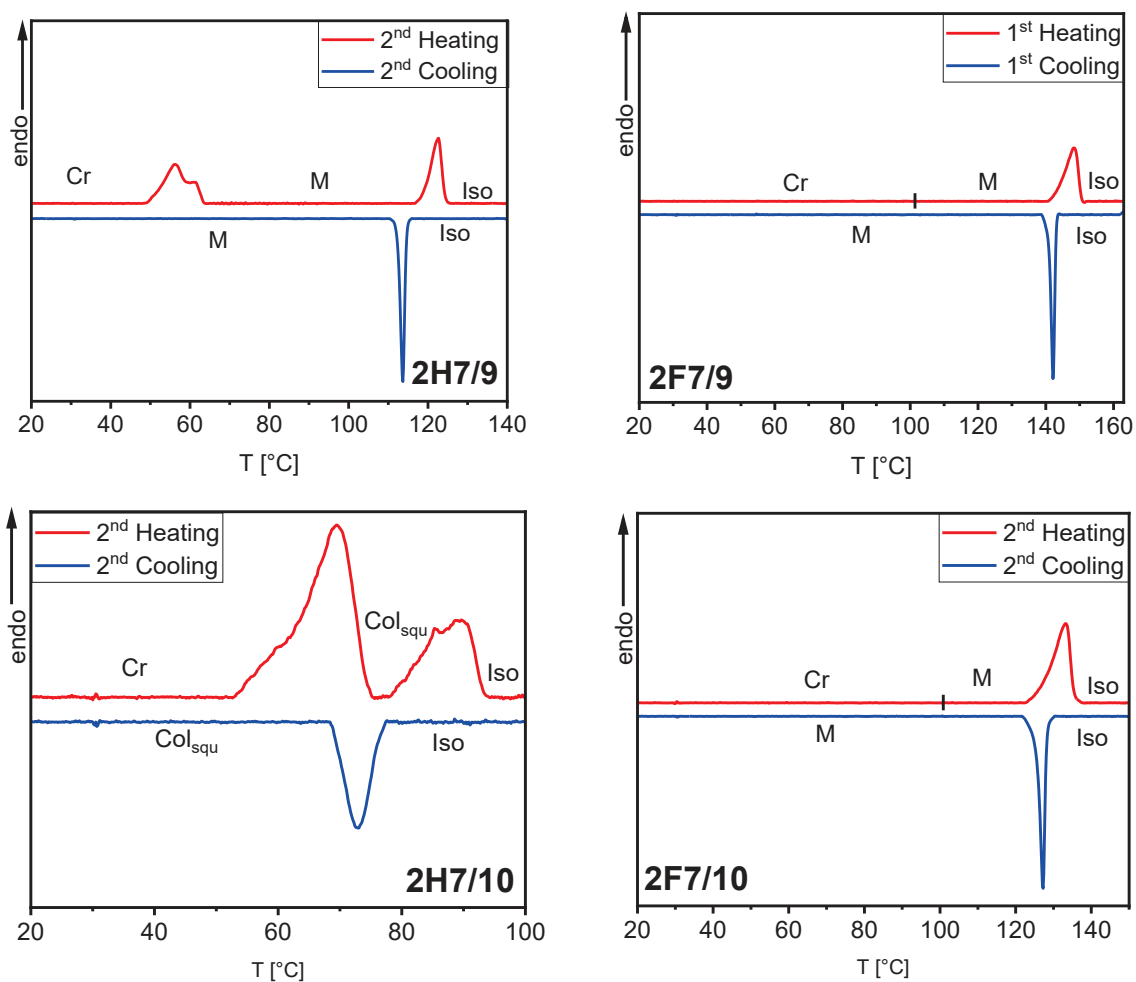 2nd Heating
2nd Cooling
endo
Cr
M
Iso
M
Iso
2H7/9
20 40 60 80 100 120 140
T [°C]
1st Heating
1st Cooling
endo
Cr
M
Iso
M
Iso
2F7/9
20 40 60 80 100 120 140 160
T [°C]
2nd Heating
2nd Cooling
endo
Cr
Colsqu
Iso
Colsqu
Iso
2H7/10
20 40 60 80 100
T [°C]
2nd Heating
2nd Cooling
endo
Cr
M
Iso
M
Iso
2F7/10
20 40 60 80 100 120 140
T [°C]